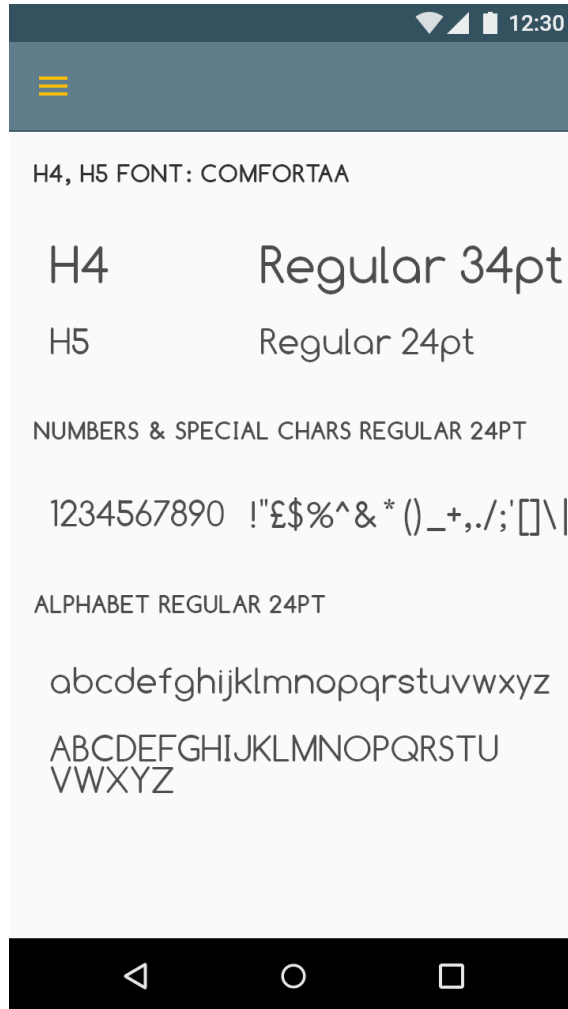 12:30
H4, H5 FONT: COMFORTAA
H4 Regular 34pt
H5 Regular 24pt
NUMBERS & SPECIAL CHARS REGULAR 24PT
1234567890 !"£$%^&*()_+,./;'[]\|
ALPHABET REGULAR 24PT
abcdefghijklmnopqrstuvwxyz
ABCDEFGHIJKLMNOPQRSTU
VWXYZ